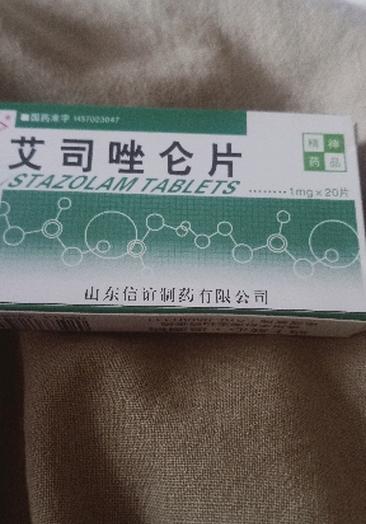 国药准字 H37023047
艾司唑仑片
精神
药品
STAZOLAM TABLETS
1mg×20片
山东信谊制药有限公司